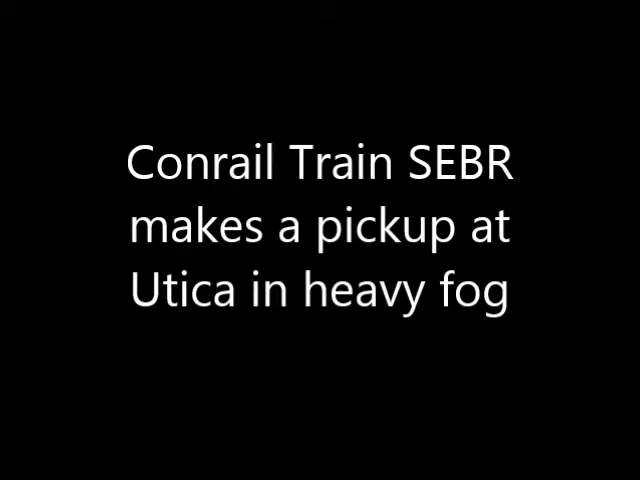 Conrail Train SEBR
makes a pickup at
Utica in heavy fog